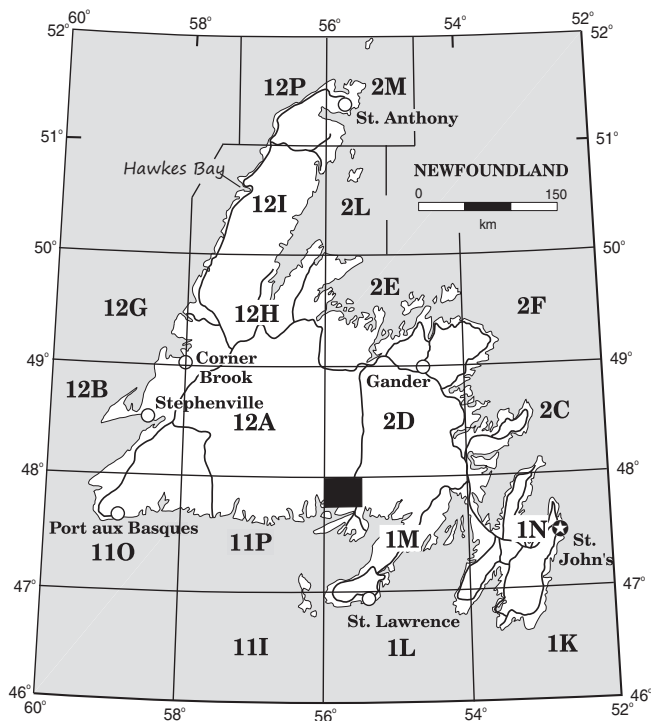 60° 58° 56° 54° 52°
52° 52°
12P 2M
St. Anthony
51° 51°
Hawkes Bay
NEWFOUNDLAND
0 150
km
12I 2L
50° 50°
12G 12H 2E 2F
49° 49°
Corner
Brook
Gander
12B
Stephenville
12A 2D 2C
48° 48°
Port aux Basques
11O 11P 1M 1N
St.
John's
47° 47°
St. Lawrence
11I 1L 1K
46° 46°
60° 58° 56° 54° 52°